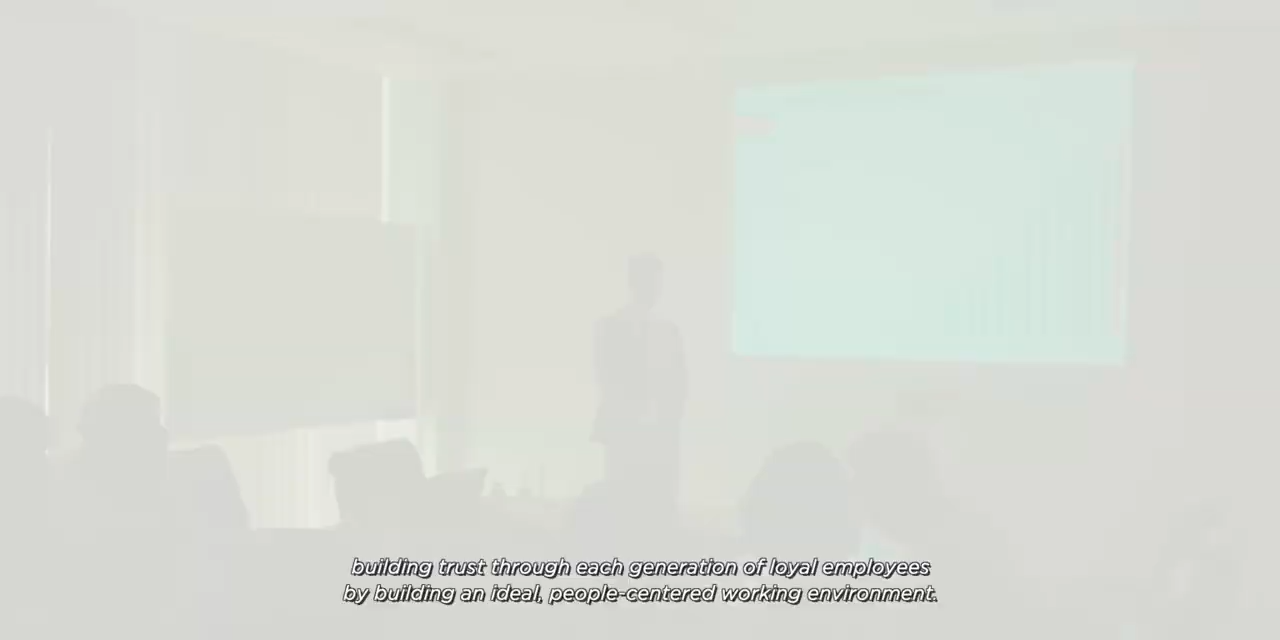 building trust through each generation of loyal employees
by building an ideal, people-centered working environment.